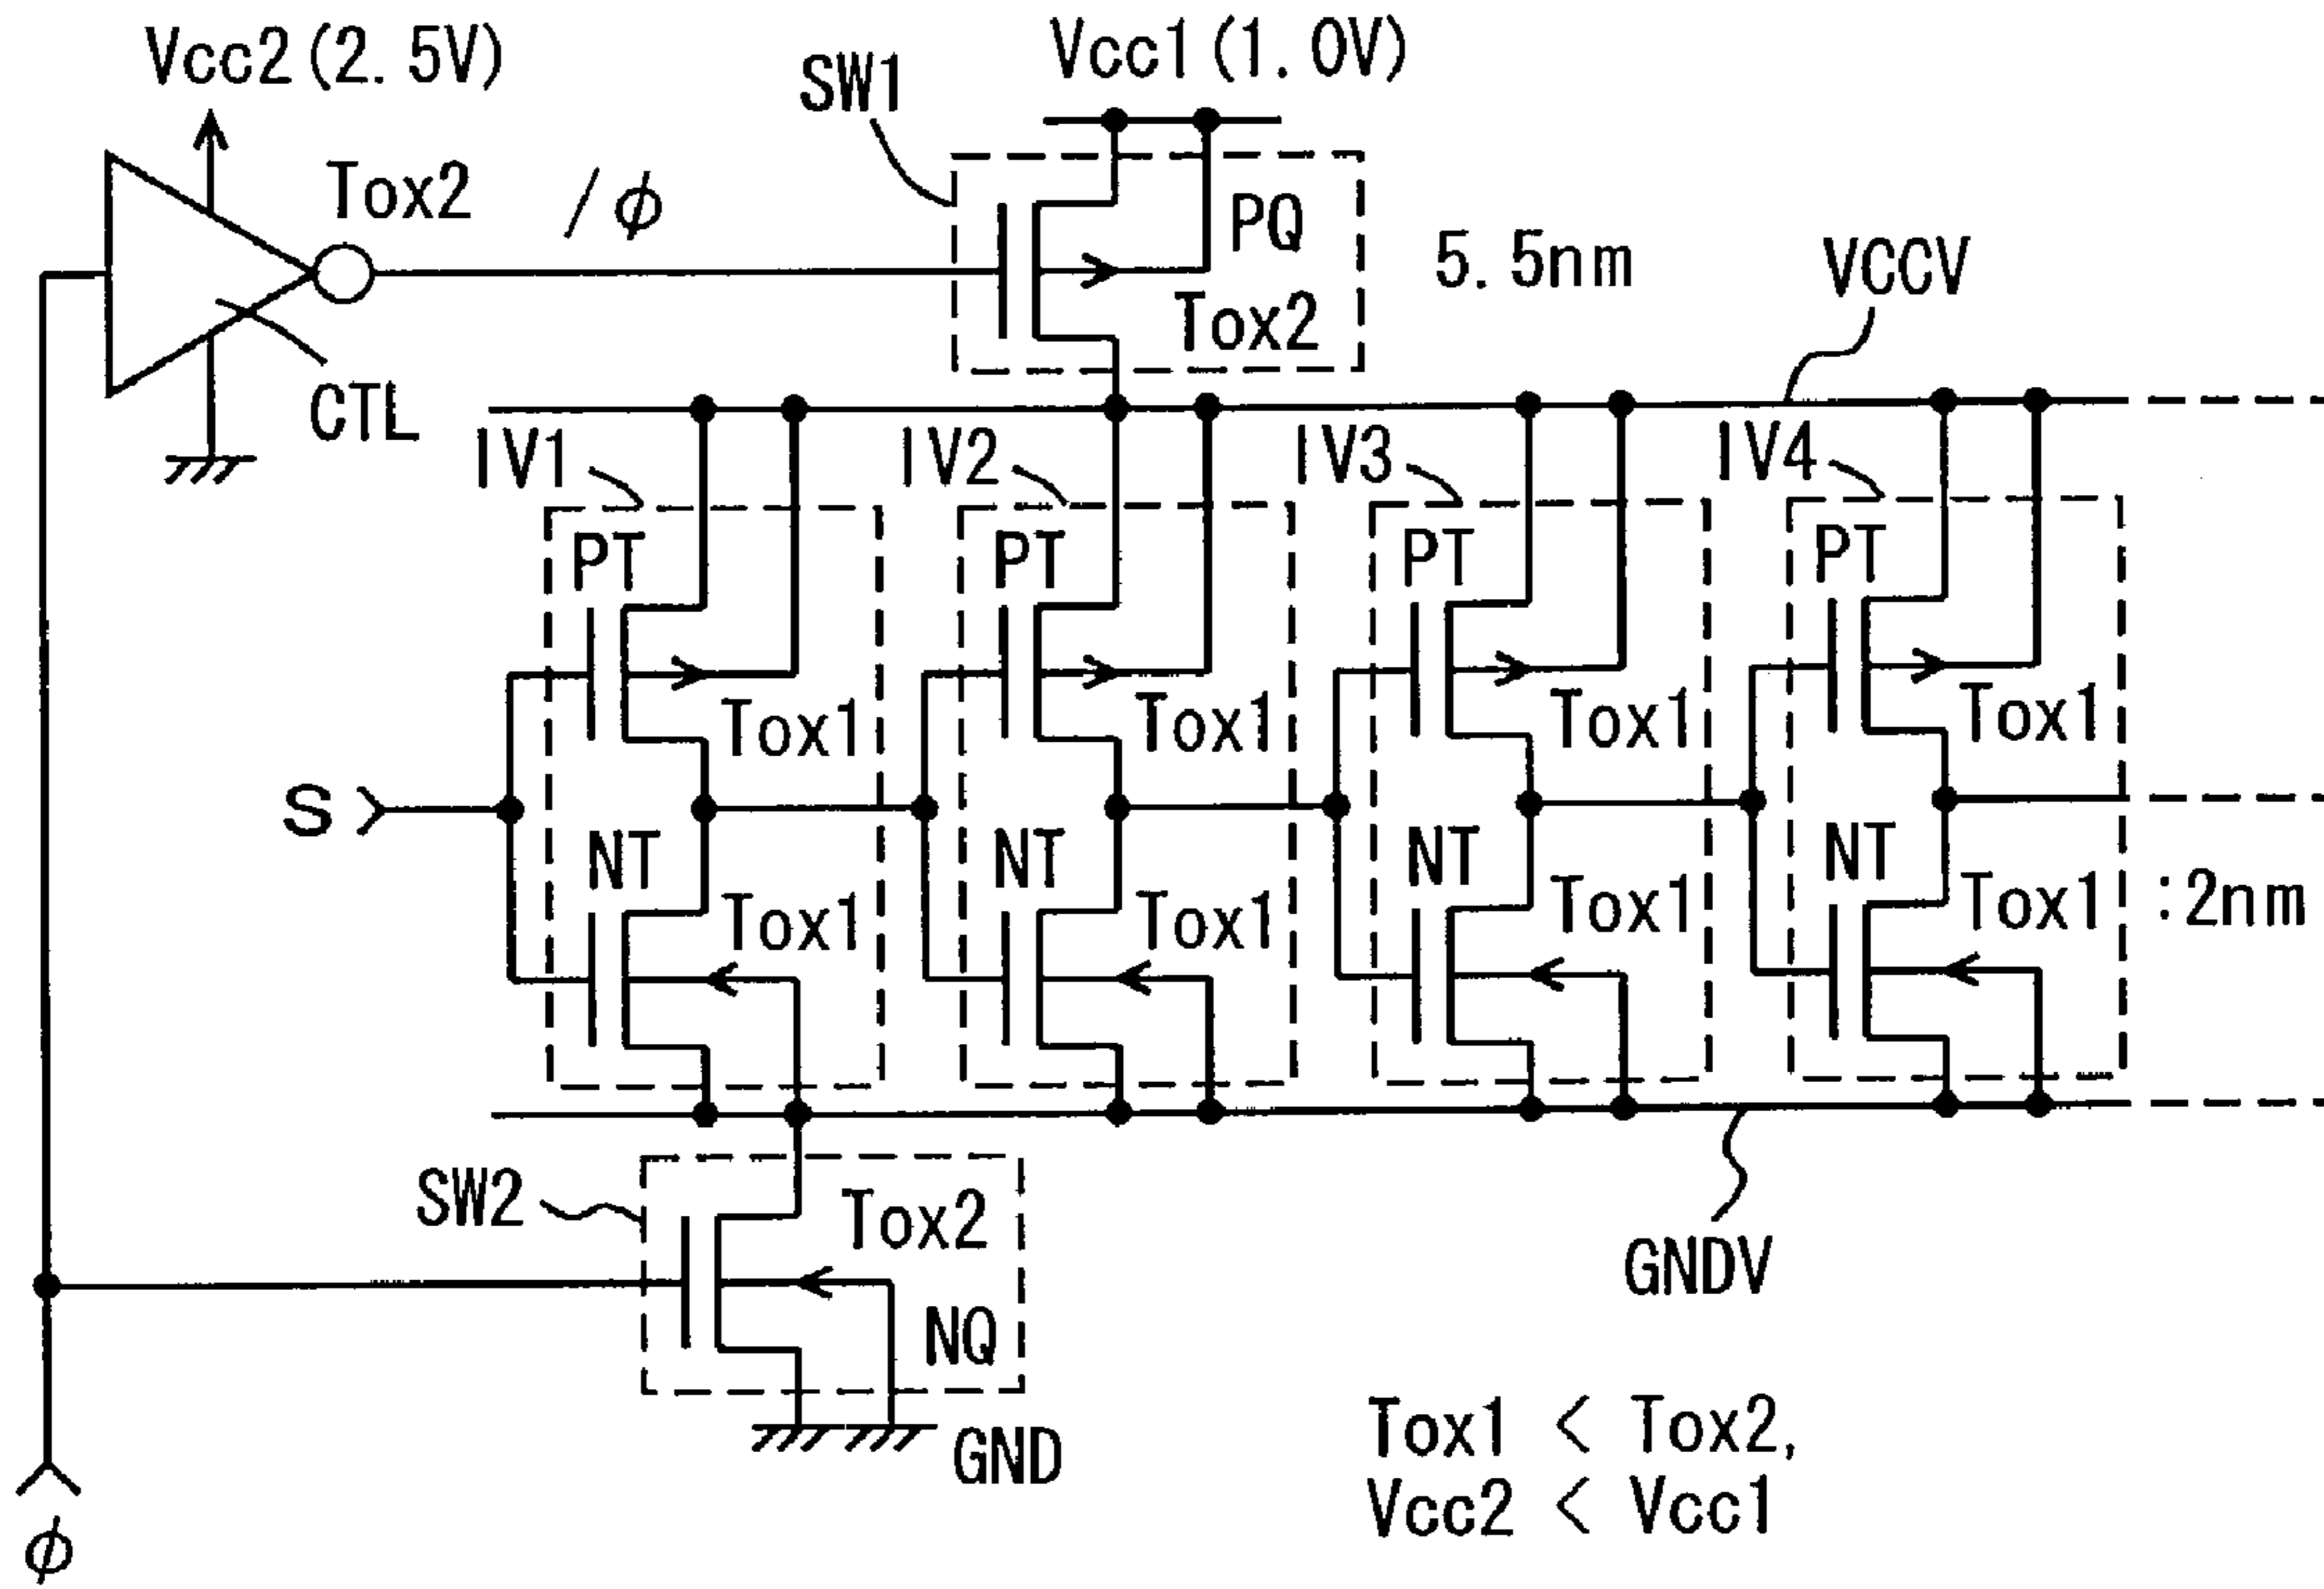 Vcc2(2.5V)
Vcc1(1.0V)
SW1
Tox2
/φ
PQ
5.5nm
VCCV
Tox2
CTL
IV1
IV2
IV3
IV4
PT
PT
PT
PT
Tox1
Tox1
Tox1
Tox1
S
NT
NT
NT
NT
Tox1
Tox1
Tox1
Tox1 :2nm
SW2
Tox2
GNDV
NQ
GND
Tox1 < Tox2,
Vcc2 < Vcc1
φ